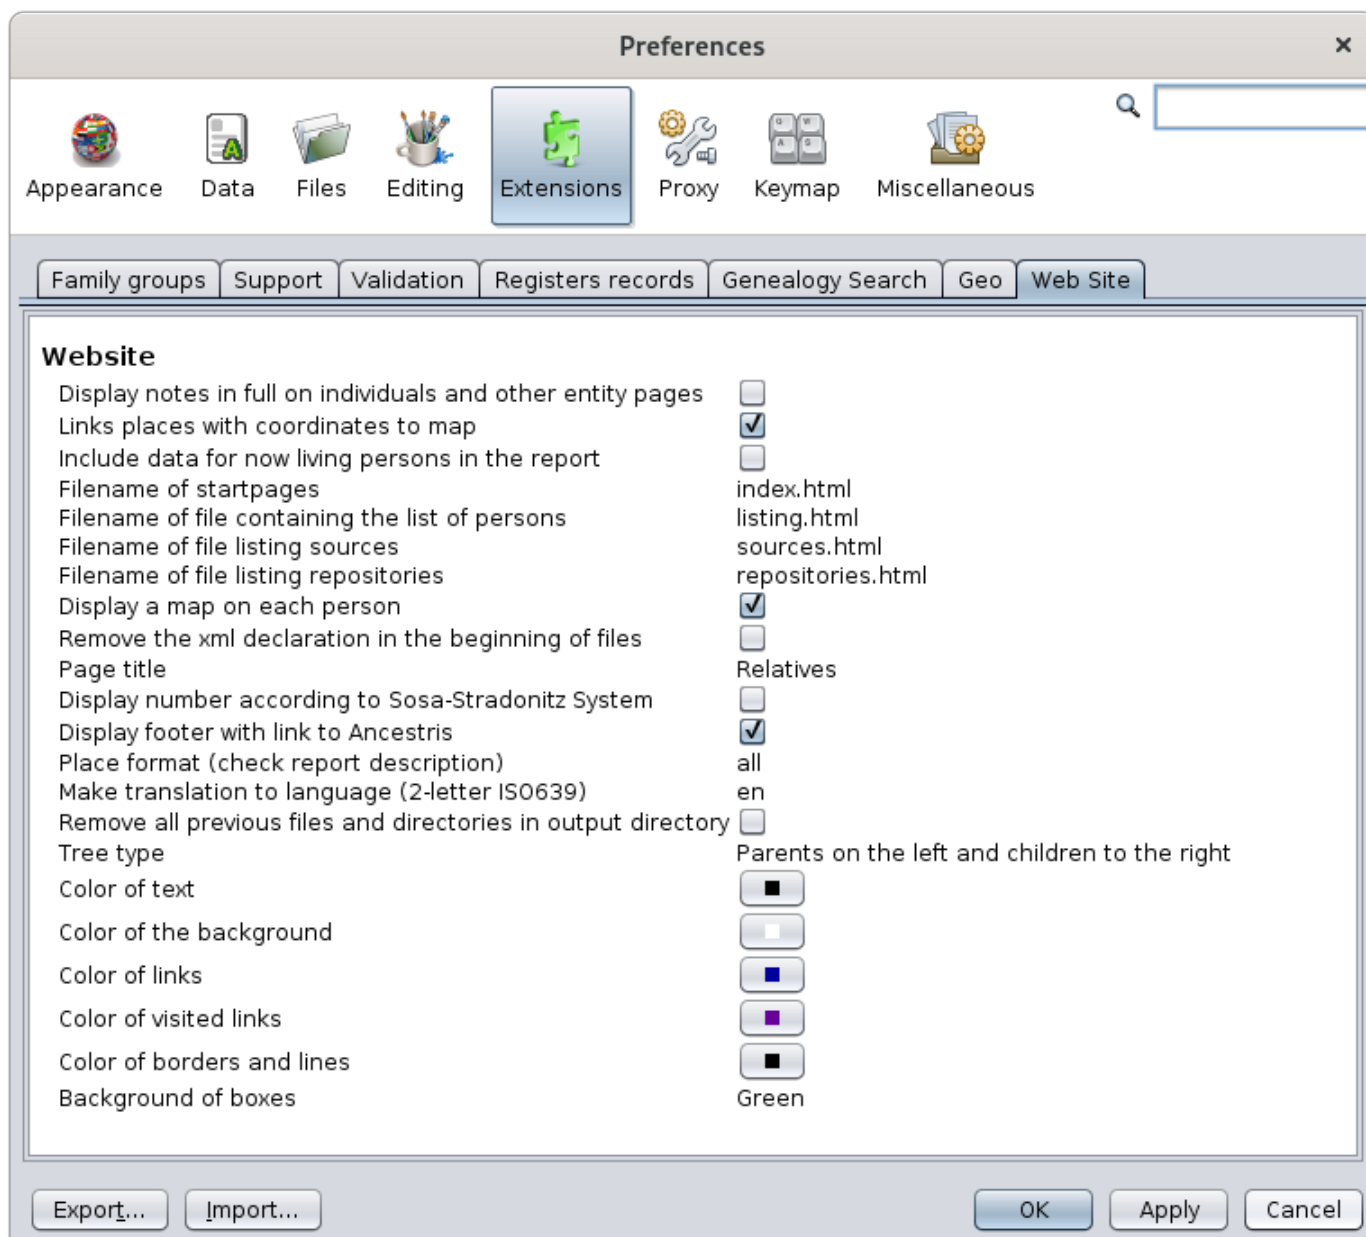 Preferences
Appearance Data Files Editing Extensions Proxy Keymap Miscellaneous
Family groups Support Validation Registers records Genealogy Search Geo Web Site
Website
Display notes in full on individuals and other entity pages
Links places with coordinates to map
Include data for now living persons in the report
Filename of startpages index.html
Filename of file containing the list of persons listing.html
Filename of file listing sources sources.html
Filename of file listing repositories repositories.html
Display a map on each person
Remove the xml declaration in the beginning of files
Page title Relatives
Display number according to Sosa-Stradonitz System
Display footer with link to Ancestris
Place format (check report description) all
Make translation to language (2-letter ISO639) en
Remove all previous files and directories in output directory
Tree type Parents on the left and children to the right
Color of text
Color of the background
Color of links
Color of visited links
Color of borders and lines
Background of boxes Green
Export... Import... OK Apply Cancel